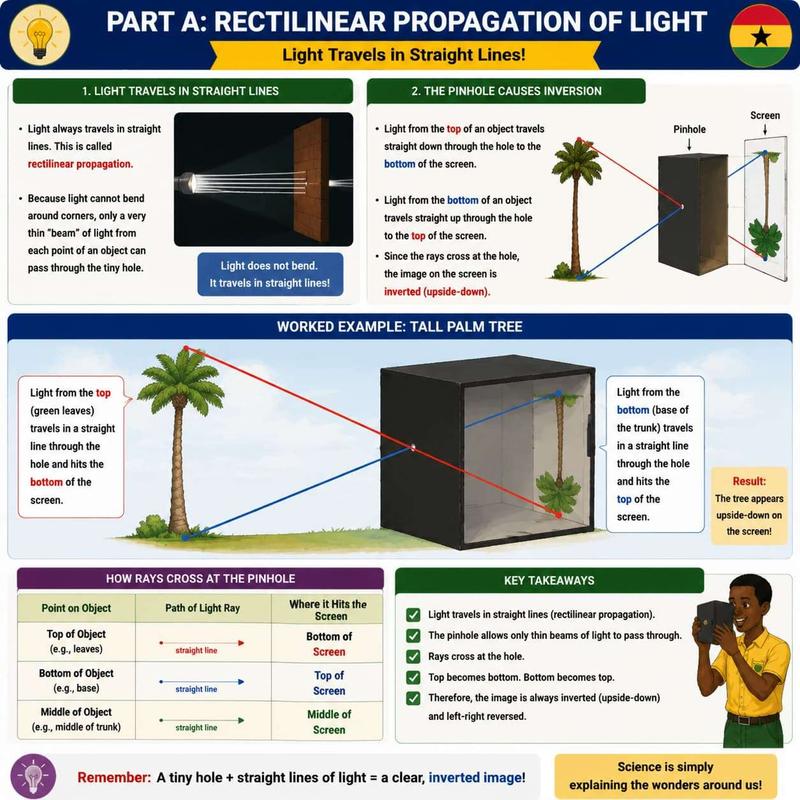 PART A: RECTILINEAR PROPAGATION OF LIGHT
Light Travels in Straight Lines!
1. LIGHT TRAVELS IN STRAIGHT LINES
• Light always travels in straight
lines. This is called
rectilinear propagation.
• Because light cannot bend
around corners, only a very
thin "beam" of light from
each point of an object can
pass through the tiny hole.
Light does not bend.
It travels in straight lines!
2. THE PINHOLE CAUSES INVERSION
• Light from the top of an object travels
straight down through the hole to the
bottom of the screen.
• Light from the bottom of an object
travels straight up through the hole
to the top of the screen.
• Since the rays cross at the hole,
the image on the screen is
inverted (upside-down).
Pinhole
Screen
WORKED EXAMPLE: TALL PALM TREE
Light from the top
(green leaves)
travels in a straight
line through the
hole and hits the
bottom of the
screen.
Light from the
bottom (base of
the trunk) travels
in a straight line
through the hole
and hits the
top of the
screen.
Result:
The tree appears
upside-down on
the screen!
HOW RAYS CROSS AT THE PINHOLE
Point on Object
Path of Light Ray
Where it Hits the
Screen
Top of Object
(e.g., leaves)
straight line
Bottom of
Screen
Bottom of Object
(e.g., base)
straight line
Top of
Screen
Middle of Object
(e.g., middle of trunk)
straight line
Middle of
Screen
KEY TAKEAWAYS
Light travels in straight lines (rectilinear propagation).
The pinhole allows only thin beams of light to pass through.
Rays cross at the hole.
Top becomes bottom. Bottom becomes top.
Therefore, the image is always inverted (upside-down)
and left-right reversed.
Remember: A tiny hole + straight lines of light = a clear, inverted image!
Science is simply
explaining the wonders around us!